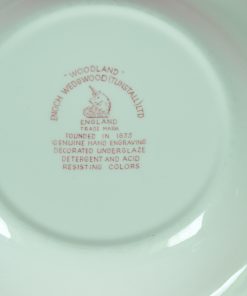 "WOODLAND"
ENOCH WEDGWOOD (TUNSTALL) LTD
ENGLAND
TRADE MARK
FOUNDED IN 1835
GENUINE HAND ENGRAVING
DECORATED UNDERGLAZE
DETERGENT AND ACID
RESISTING COLORS